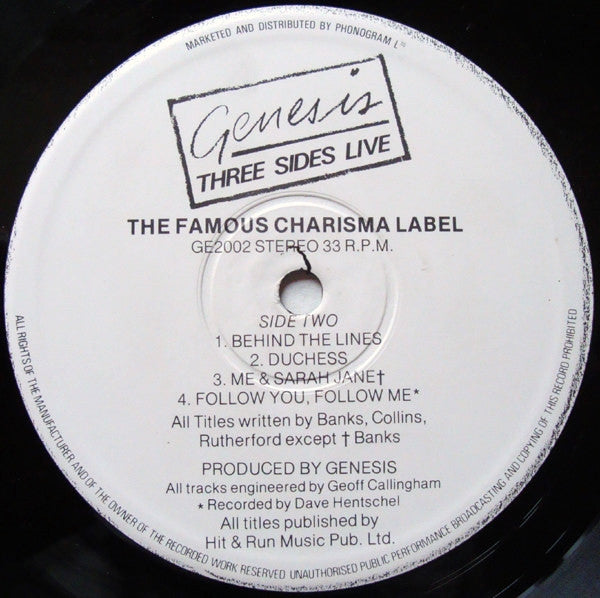 MARKETED AND DISTRIBUTED BY PHONOGRAM LTD
Genesis
THREE SIDES LIVE
THE FAMOUS CHARISMA LABEL
GE2002 STEREO 33 R.P.M.
SIDE TWO
1. BEHIND THE LINES
2. DUCHESS
3. ME & SARAH JANE†
4. FOLLOW YOU, FOLLOW ME*
All Titles written by Banks, Collins,
Rutherford except † Banks
PRODUCED BY GENESIS
All tracks engineered by Geoff Callingham
* Recorded by Dave Hentschel
All titles published by
Hit & Run Music Pub. Ltd.
ALL RIGHTS OF THE MANUFACTURER AND OF THE OWNER OF THE RECORDED WORK RESERVED UNAUTHORISED PUBLIC PERFORMANCE BROADCASTING AND COPYING OF THIS RECORD PROHIBITED